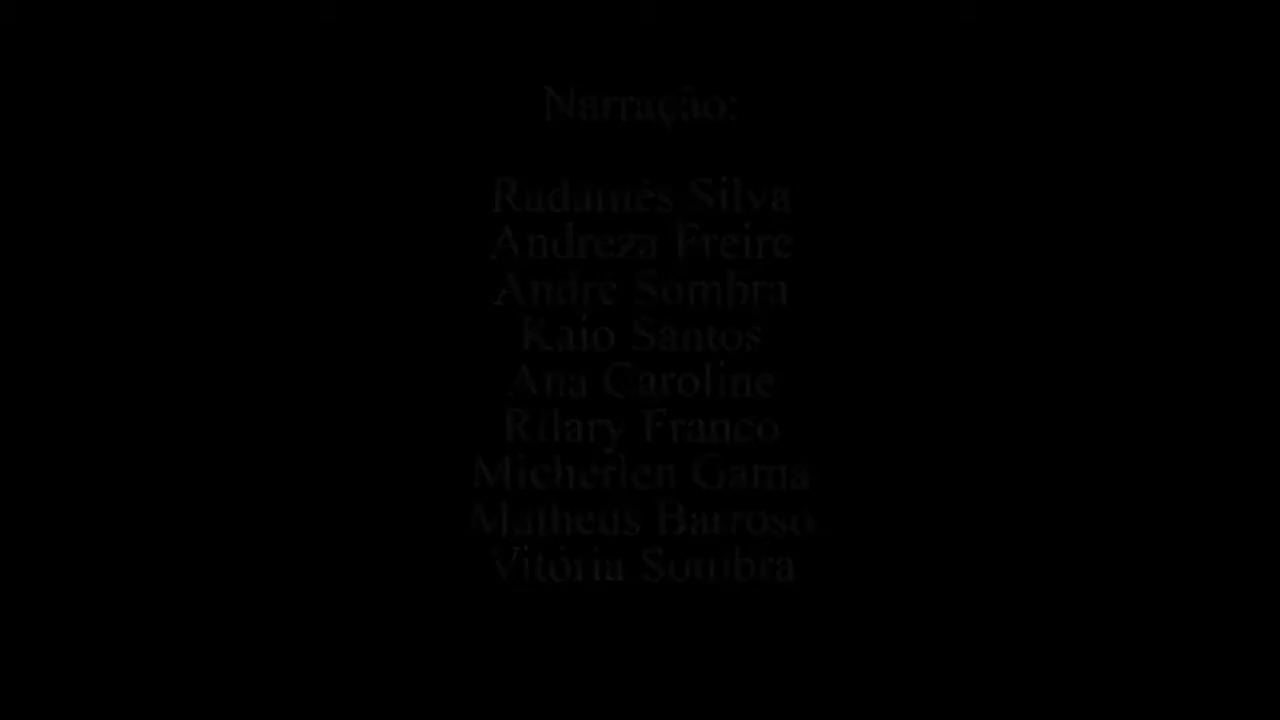 Narração:
Radamés Silva
Andreza Freire
André Sombra
Kaio Santos
Ana Caroline
Rilary Franco
Micherlen Gama
Matheus Barroso
Vitória Sombra